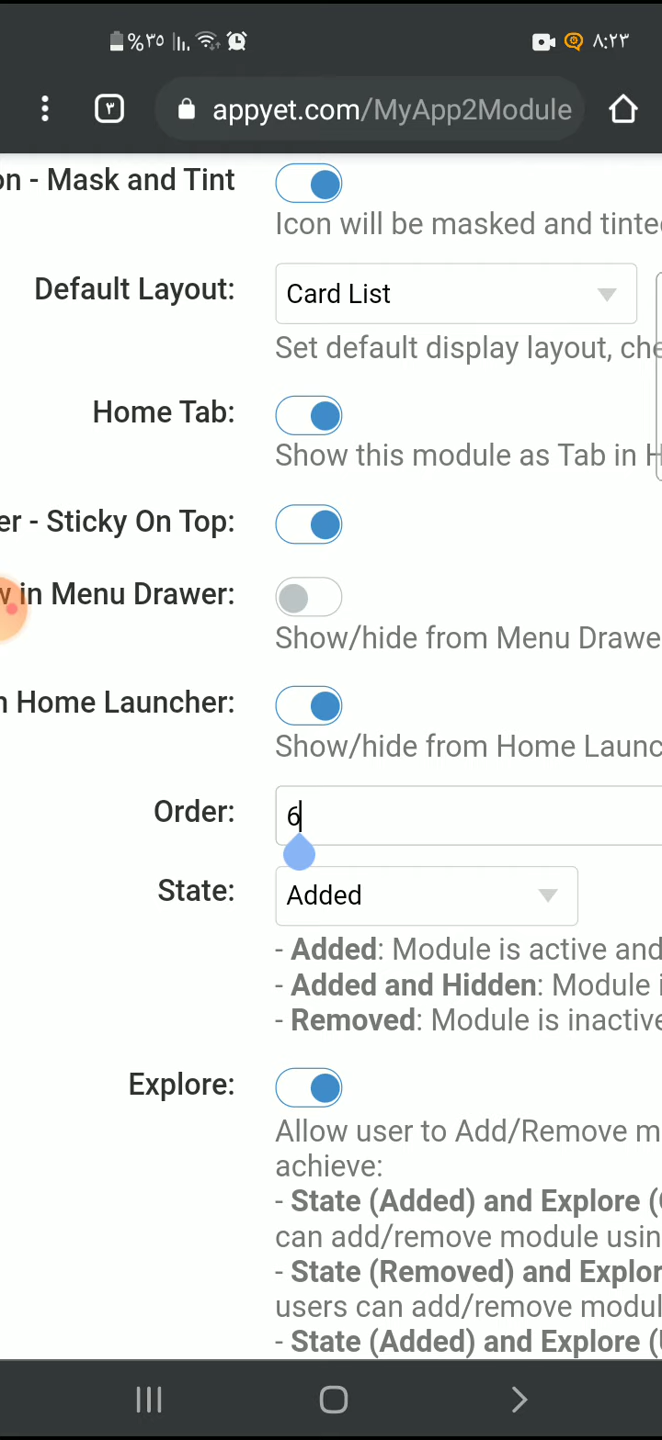 %٣٥ ٨:٢٣
٣ appyet.com/MyApp2Module
on - Mask and Tint
Icon will be masked and tinte
Default Layout: Card List
Set default display layout, che
Home Tab:
Show this module as Tab in H
er - Sticky On Top:
w in Menu Drawer:
Show/hide from Menu Drawe
n Home Launcher:
Show/hide from Home Launc
Order: 6
State: Added
- Added: Module is active and
- Added and Hidden: Module i
- Removed: Module is inactive
Explore:
Allow user to Add/Remove m
achieve:
- State (Added) and Explore (
can add/remove module usin
- State (Removed) and Explor
users can add/remove modul
- State (Added) and Explore (